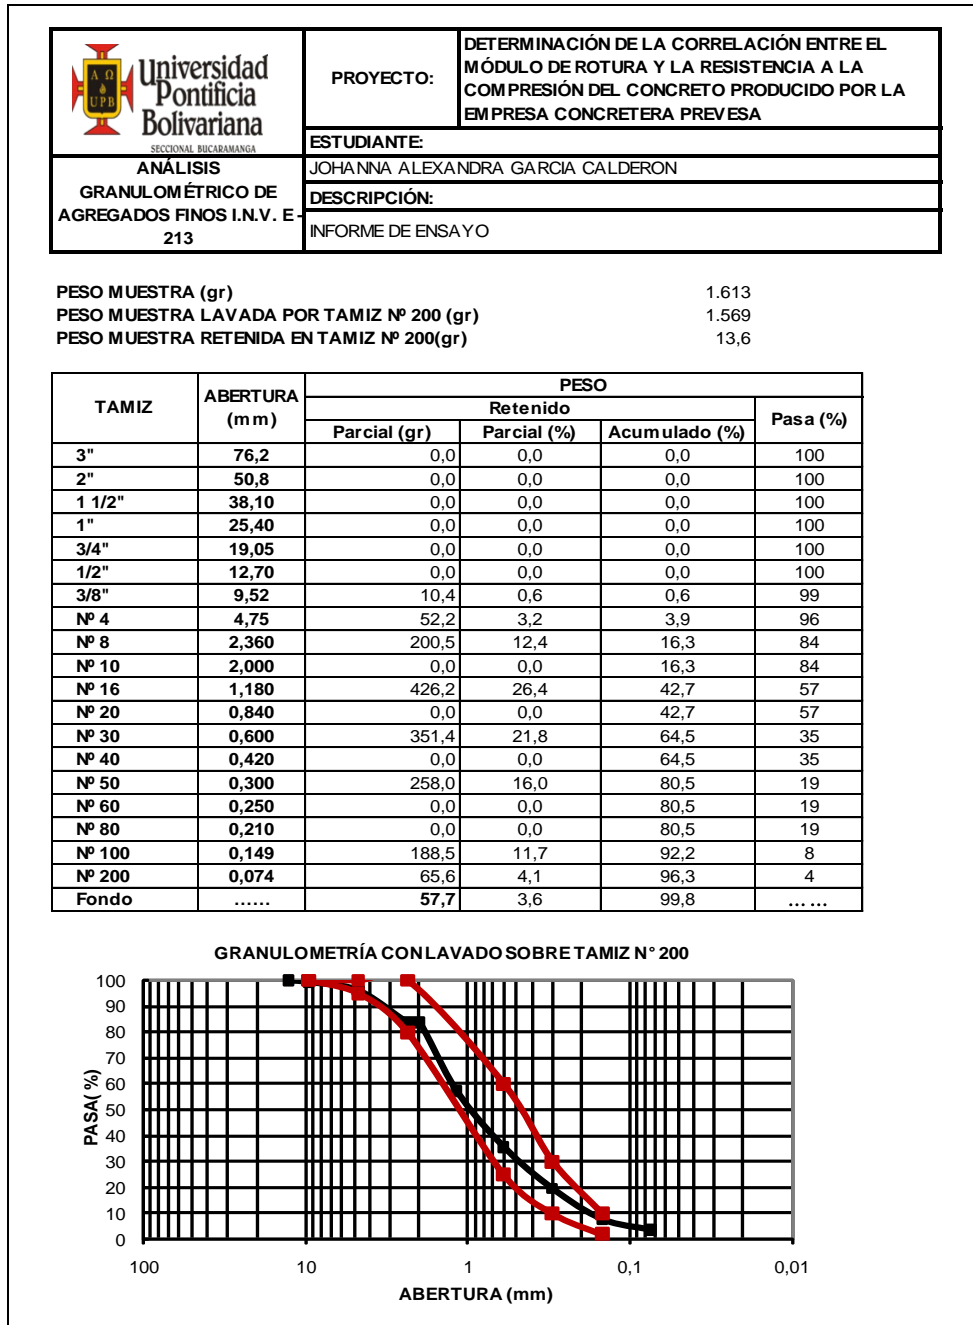 Universidad
Pontificia
Bolivariana
SECCIONAL BUCARAMANGA
A Ω
UPB
PROYECTO:
DETERMINACIÓN DE LA CORRELACIÓN ENTRE EL
MÓDULO DE ROTURA Y LA RESISTENCIA A LA
COMPRESIÓN DEL CONCRETO PRODUCIDO POR LA
EMPRESA CONCRETERA PREVESA
ESTUDIANTE:
ANÁLISIS
GRANULOMÉTRICO DE
AGREGADOS FINOS I.N.V. E -
213
JOHANNA ALEXANDRA GARCIA CALDERON
DESCRIPCIÓN:
INFORME DE ENSAYO
PESO MUESTRA (gr) 1.613
PESO MUESTRA LAVADA POR TAMIZ Nº 200 (gr) 1.569
PESO MUESTRA RETENIDA EN TAMIZ Nº 200(gr) 13,6
TAMIZ
ABERTURA
(mm)
PESO
Retenido
Pasa (%)
Parcial (gr) Parcial (%) Acumulado (%)
3" 76,2 0,0 0,0 0,0 100
2" 50,8 0,0 0,0 0,0 100
1 1/2" 38,10 0,0 0,0 0,0 100
1" 25,40 0,0 0,0 0,0 100
3/4" 19,05 0,0 0,0 0,0 100
1/2" 12,70 0,0 0,0 0,0 100
3/8" 9,52 10,4 0,6 0,6 99
Nº 4 4,75 52,2 3,2 3,9 96
Nº 8 2,360 200,5 12,4 16,3 84
Nº 10 2,000 0,0 0,0 16,3 84
Nº 16 1,180 426,2 26,4 42,7 57
Nº 20 0,840 0,0 0,0 42,7 57
Nº 30 0,600 351,4 21,8 64,5 35
Nº 40 0,420 0,0 0,0 64,5 35
Nº 50 0,300 258,0 16,0 80,5 19
Nº 60 0,250 0,0 0,0 80,5 19
Nº 80 0,210 0,0 0,0 80,5 19
Nº 100 0,149 188,5 11,7 92,2 8
Nº 200 0,074 65,6 4,1 96,3 4
Fondo ...... 57,7 3,6 99,8 ... ...
GRANULOMETRÍA CON LAVADO SOBRE TAMIZ N° 200
PASA( %)
100
90
80
70
60
50
40
30
20
10
0
100 10 1 0,1 0,01
ABERTURA (mm)